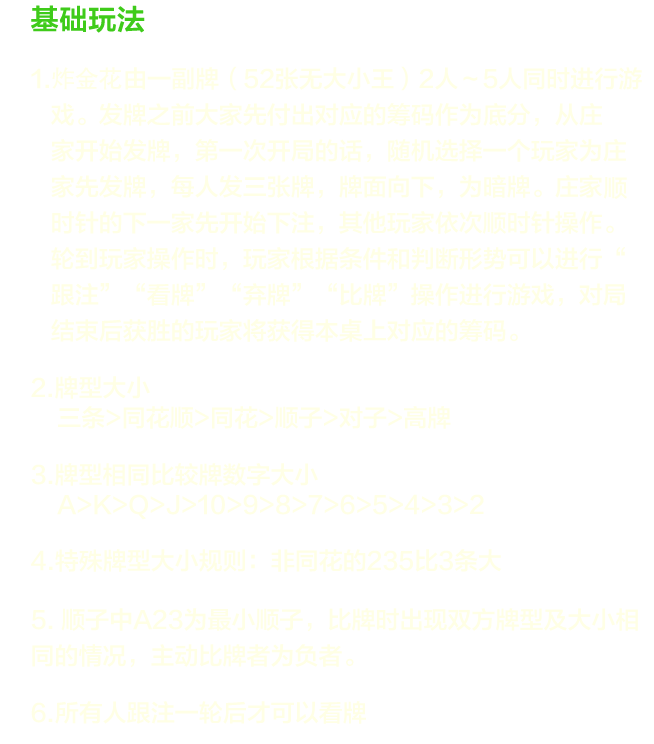 基础玩法
1.炸金花由一副牌（52张无大小王）2人－5人同时进行游
戏。发牌之前大家先付出对应的筹码作为底分，从庄
家开始发牌，第一次开局的话，随机选择一个玩家为庄
家先发牌，每人发三张牌，牌面向下，为暗牌，庄家顺
时针的下一家先开始下注，其他玩家依次顺时针操作。
轮到玩家操作时，玩家根据条件和判断形势可以进行“
跟注”“看牌”“弃牌”“比牌”操作进行游戏，对局
结束后获胜的玩家将获得本桌上对应的筹码。
2.牌型大小
三条>同花顺>同花>顺子>对子>高牌
3.牌型相同比较牌数字大小
A>K>Q>J>10>9>8>7>6>5>4>3>2
4.特殊牌型大小规则：非同花的235比3条大
5. 顺子中A23为最小顺子，比牌时出现双方牌型及大小相
同的情况，主动比牌者为负者。
6.所有人跟注一轮后才可以看牌